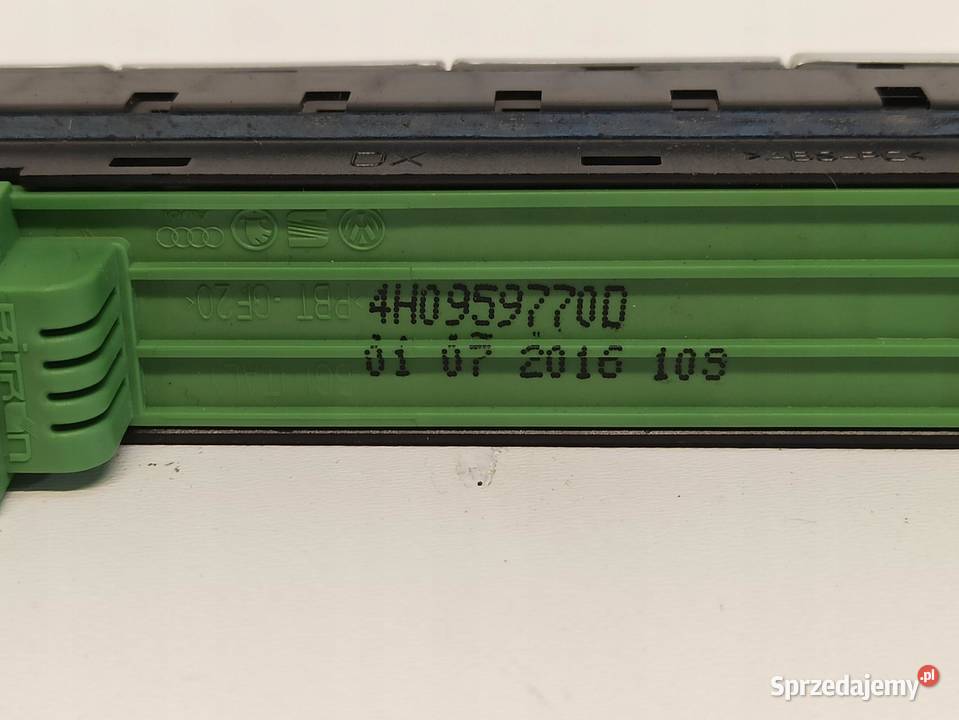 DX
>ABS-PC<
>PBT-GF20<
4H0959770D
01 07 2016 109
Sprzedajemy.pl